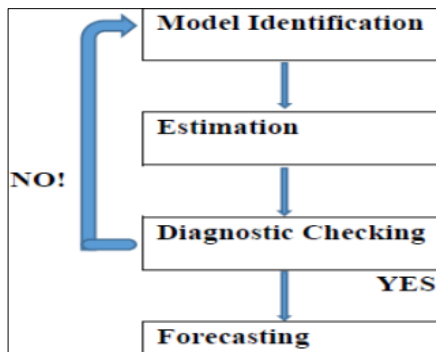 Model Identification
Estimation
NO!
Diagnostic Checking
YES
Forecasting